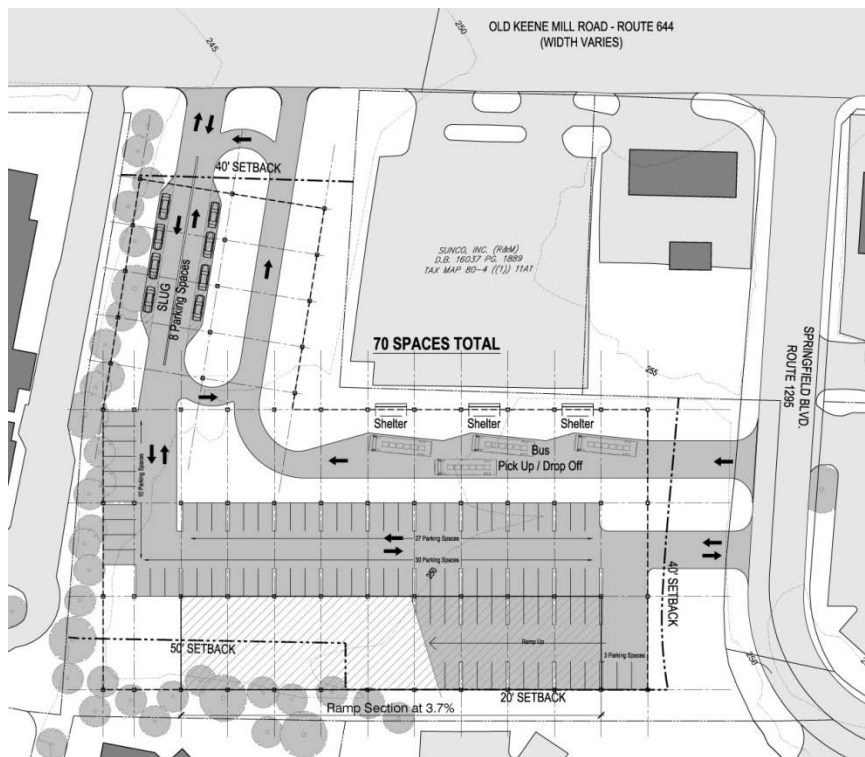 OLD KEENE MILL ROAD - ROUTE 644
(WIDTH VARIES)
250
245
40' SETBACK
SUNCO, INC. (R&M)
D.B. 16037 PG. 1889
TAX MAP 80-4 ((1)) 11A1
SLUG
8 Parking Spaces
70 SPACES TOTAL
SPRINGFIELD BLVD.
ROUTE 1295
255
Shelter
Shelter
Shelter
Bus
Pick Up / Drop Off
10 Parking Spaces
27 Parking Spaces
30 Parking Spaces
250
40' SETBACK
50' SETBACK
Ramp Up
3 Parking Spaces
250
20' SETBACK
Ramp Section at 3.7%